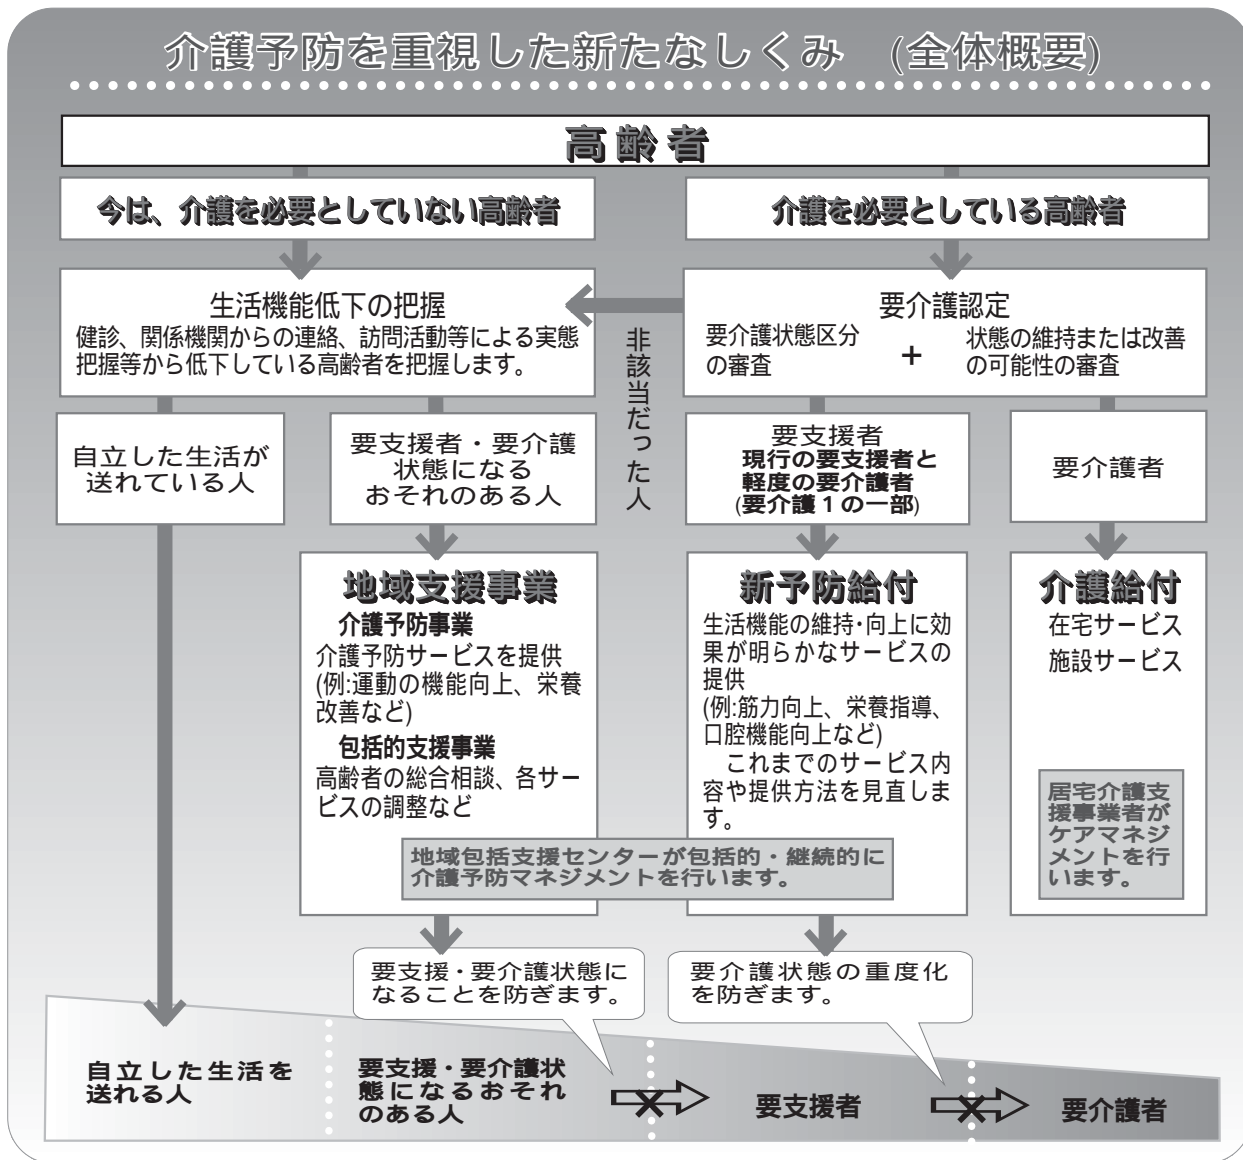 介護予防を重視した新たなしくみ (全体概要)
高齢者
今は、介護を必要としていない高齢者
介護を必要としている高齢者
生活機能低下の把握
健診、関係機関からの連絡、訪問活動等による実態
把握等から低下している高齢者を把握します。
非該当だった人
要介護認定
要介護状態区分
の審査
+
状態の維持または改善
の可能性の審査
自立した生活が
送れている人
要支援者・要介護
状態になる
おそれのある人
要支援者
現行の要支援者と
軽度の要介護者
(要介護1の一部)
要介護者
地域支援事業
介護予防事業
介護予防サービスを提供
(例:運動の機能向上、栄養
改善など)
包括的支援事業
高齢者の総合相談、各サー
ビスの調整など
新予防給付
生活機能の維持・向上に効
果が明らかなサービスの
提供
(例:筋力向上、栄養指導、
口腔機能向上など)
これまでのサービス内
容や提供方法を見直しま
す。
介護給付
在宅サービス
施設サービス
居宅介護支
援事業者が
ケアマネジ
メントを行
います。
地域包括支援センターが包括的・継続的に
介護予防マネジメントを行います。
要支援・要介護状態に
なることを防ぎます。
要介護状態の重度化
を防ぎます。
自立した生活を
送れる人
要支援・要介護状
態になるおそれ
のある人
要支援者
要介護者